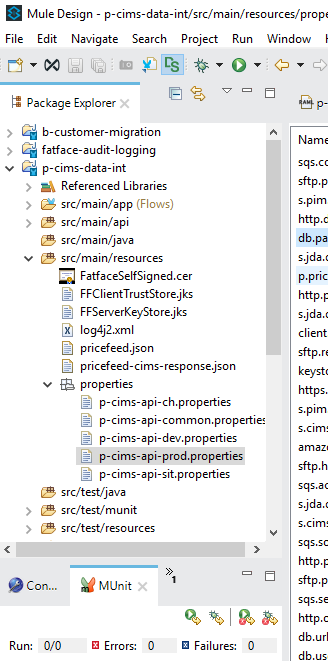 Mule Design - p-cims-data-int/src/main/resources/prope
File Edit Navigate Search Project Run Window
DS
Package Explorer
p-
b-customer-migration
fatface-audit-logging
p-cims-data-int
Referenced Libraries
src/main/app (Flows)
src/main/api
src/main/java
src/main/resources
FatfaceSelfSigned.cer
FFClientTrustStore.jks
FFServerKeyStore.jks
log4j2.xml
pricefeed.json
pricefeed-cims-response.json
properties
p-cims-api-ch.properties
p-cims-api-common.properties
p-cims-api-dev.properties
p-cims-api-prod.properties
p-cims-api-sit.properties
src/test/java
src/test/munit
src/test/resources
Name
sqs.co
sftp.p
s.pim
http.c
db.pa
s.jda.c
p.pric
http.p
s.jda.c
client
sftp.re
keysto
https.
s.pim
s.cims
amazo
sftp.h
sqs.ac
s.jda.c
s.cims
sqs.sc
http.p
sftp.p
sqs.se
http.c
db.url
db.us
Con...
MUnit
1
Run: 0/0 Errors: 0 Failures: 0